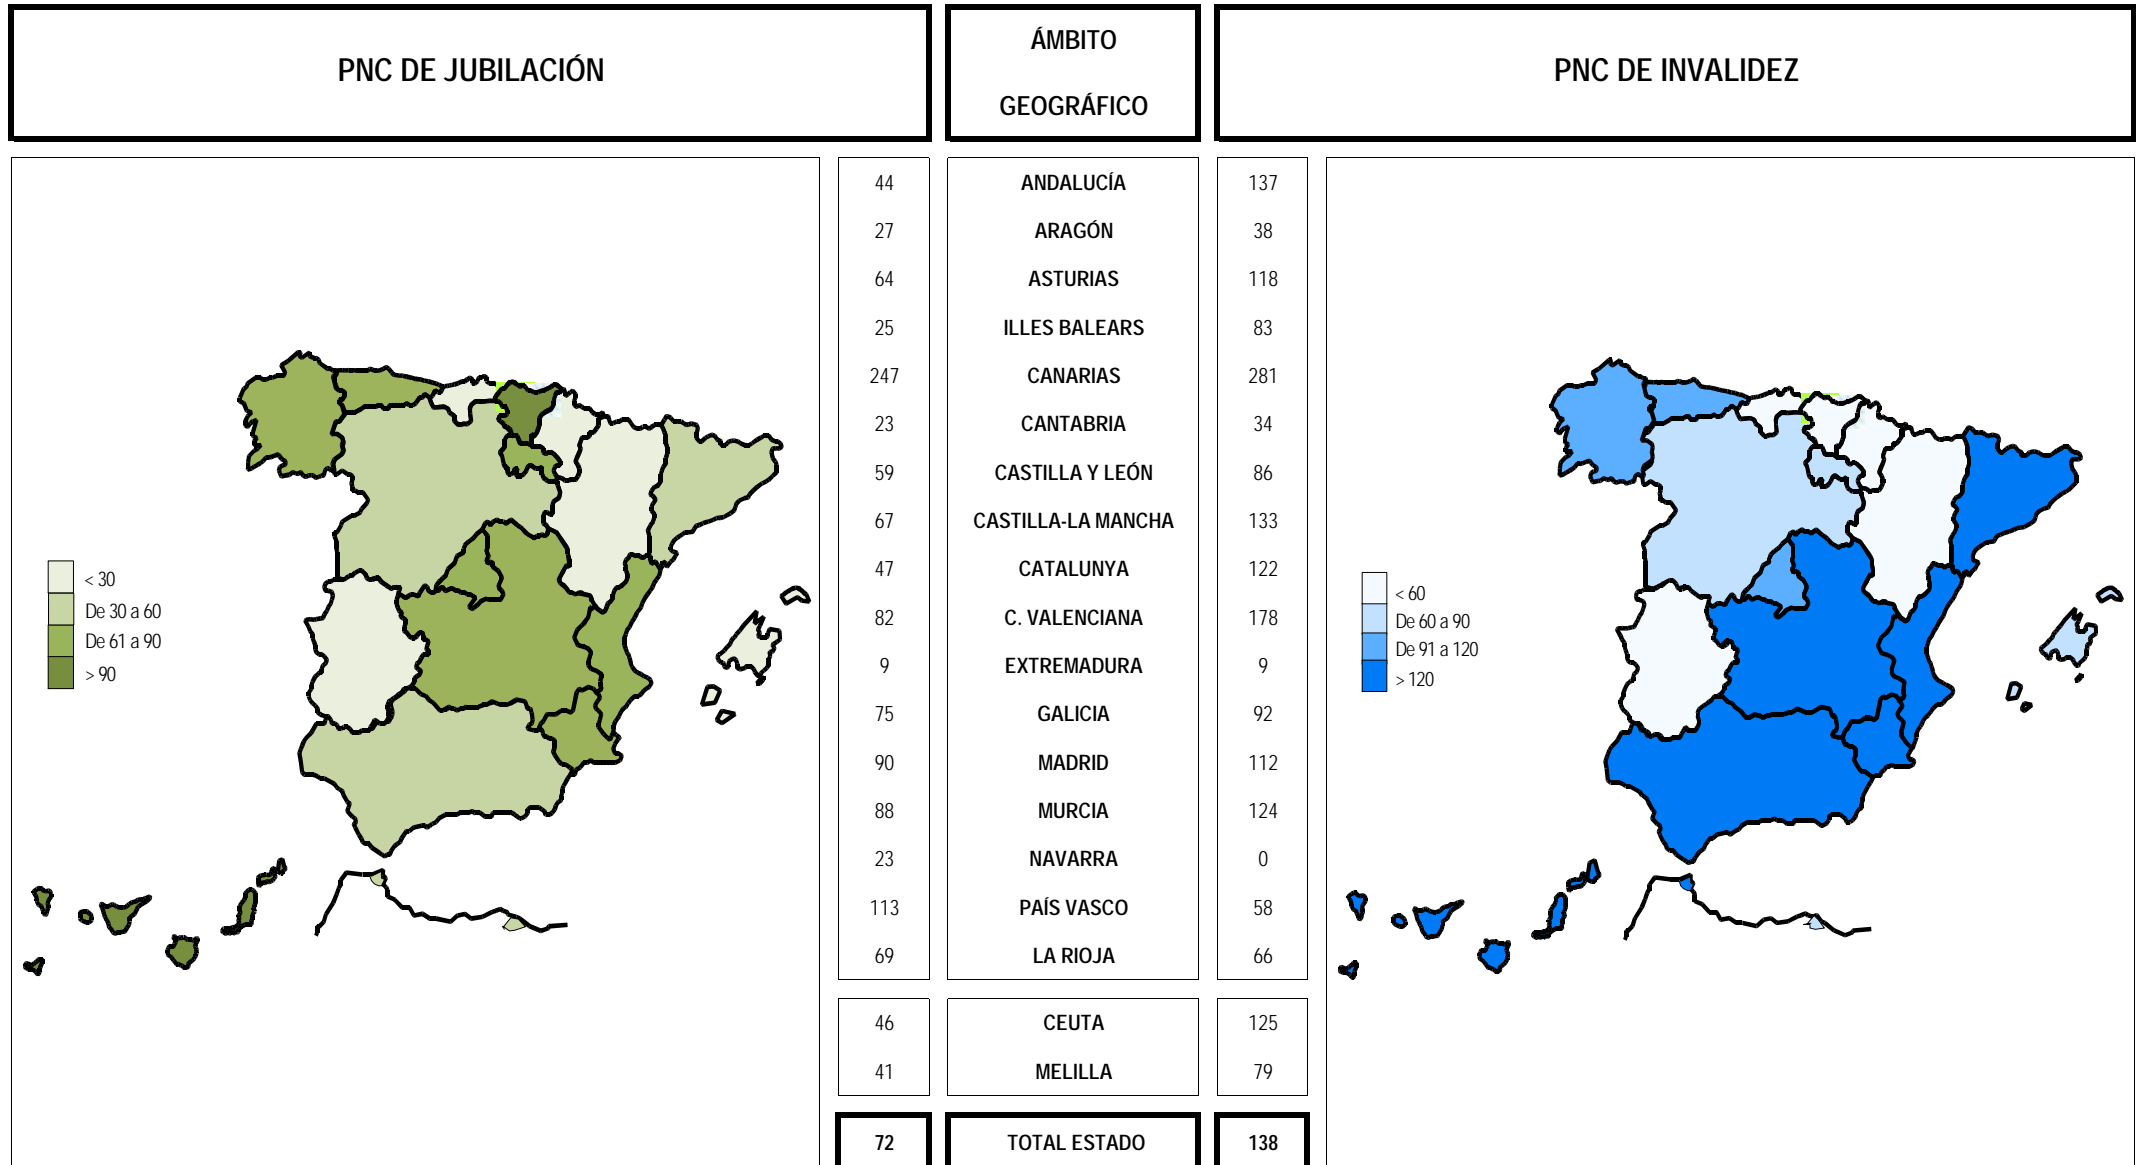 PNC DE JUBILACIÓN
ÁMBITO
GEOGRÁFICO
PNC DE INVALIDEZ
44 ANDALUCÍA 137
27 ARAGÓN 38
64 ASTURIAS 118
25 ILLES BALEARS 83
247 CANARIAS 281
23 CANTABRIA 34
59 CASTILLA Y LEÓN 86
67 CASTILLA-LA MANCHA 133
47 CATALUNYA 122
82 C. VALENCIANA 178
9 EXTREMADURA 9
75 GALICIA 92
90 MADRID 112
88 MURCIA 124
23 NAVARRA 0
113 PAÍS VASCO 58
69 LA RIOJA 66
46 CEUTA 125
41 MELILLA 79
72 TOTAL ESTADO 138
< 30
De 30 a 60
De 61 a 90
> 90
< 60
De 60 a 90
De 91 a 120
> 120